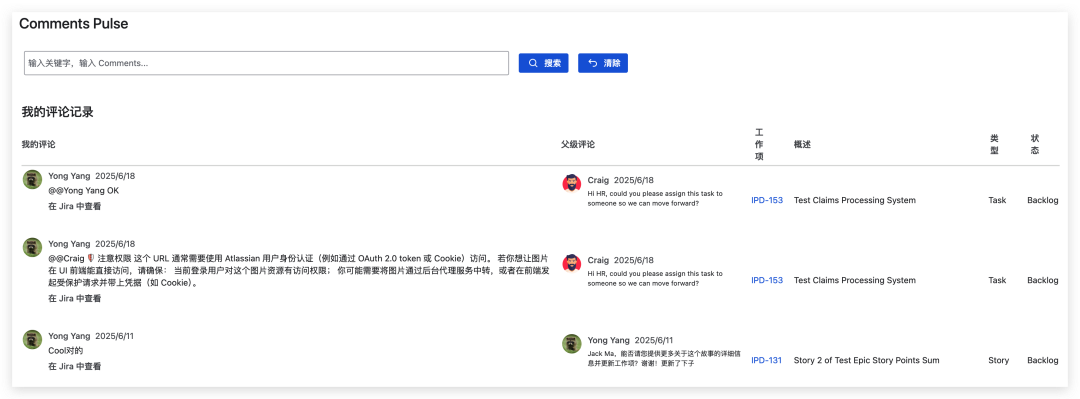 Comments Pulse
输入关键字，输入 Comments...
搜索
清除
我的评论记录
我的评论
父级评论
工作项
概述
类型
状态
Yong Yang 2025/6/18
@@Yong Yang OK
在 Jira 中查看
Craig 2025/6/18
Hi HR, could you please assign this task to
someone so we can move forward?
IPD-153
Test Claims Processing System
Task
Backlog
Yong Yang 2025/6/18
@@Craig 🛡️ 注意权限 这个 URL 通常需要使用 Atlassian 用户身份认证（例如通过 OAuth 2.0 token 或 Cookie）访问。 若你想让图片
在 UI 前端能直接访问，请确保： 当前登录用户对这个图片资源有访问权限； 你可能需要将图片通过后台代理服务中转，或者在前端发
起受保护请求并带上凭据（如 Cookie）。
在 Jira 中查看
Craig 2025/6/18
Hi HR, could you please assign this task to
someone so we can move forward?
IPD-153
Test Claims Processing System
Task
Backlog
Yong Yang 2025/6/11
Cool对的
在 Jira 中查看
Yong Yang 2025/6/11
Jack Ma，能否请您提供更多关于这个故事的详细信
息并更新工作项？谢谢！更新了下子
IPD-131
Story 2 of Test Epic Story Points Sum
Story
Backlog